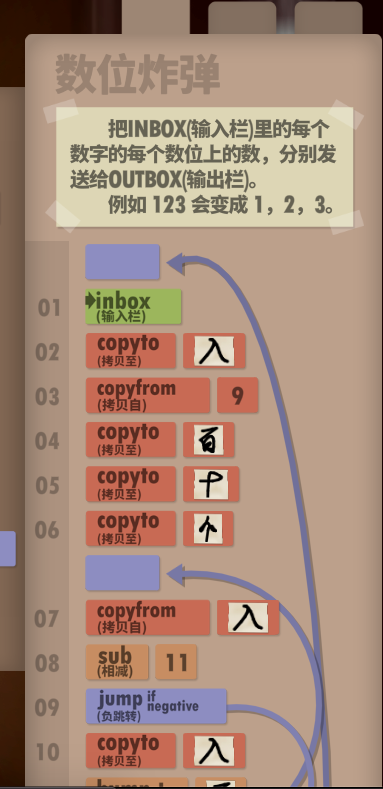 数位炸弹
把INBOX(输入栏)里的每个
数字的每个数位上的数，分别发
送给OUTBOX(输出栏)。
例如 123 会变成 1，2，3。
01 inbox
(输入栏)
02 copyto 入
(拷贝至)
03 copyfrom 9
(拷贝自)
04 copyto 百
(拷贝至)
05 copyto 十
(拷贝至)
06 copyto 个
(拷贝至)
07 copyfrom 入
(拷贝自)
08 sub 11
(相减)
09 jump if negative
(负跳转)
10 copyto 入
(拷贝至)